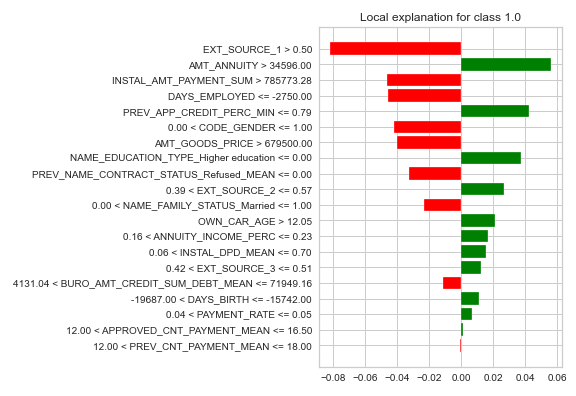 Local explanation for class 1.0
EXT_SOURCE_1 > 0.50
AMT_ANNUITY > 34596.00
INSTAL_AMT_PAYMENT_SUM > 785773.28
DAYS_EMPLOYED <= -2750.00
PREV_APP_CREDIT_PERC_MIN <= 0.79
0.00 < CODE_GENDER <= 1.00
AMT_GOODS_PRICE > 679500.00
NAME_EDUCATION_TYPE_Higher education <= 0.00
PREV_NAME_CONTRACT_STATUS_Refused_MEAN <= 0.00
0.39 < EXT_SOURCE_2 <= 0.57
0.00 < NAME_FAMILY_STATUS_Married <= 1.00
OWN_CAR_AGE > 12.05
0.16 < ANNUITY_INCOME_PERC <= 0.23
0.06 < INSTAL_DPD_MEAN <= 0.70
0.42 < EXT_SOURCE_3 <= 0.51
4131.04 < BURO_AMT_CREDIT_SUM_DEBT_MEAN <= 71949.16
-19687.00 < DAYS_BIRTH <= -15742.00
0.04 < PAYMENT_RATE <= 0.05
12.00 < APPROVED_CNT_PAYMENT_MEAN <= 16.50
12.00 < PREV_CNT_PAYMENT_MEAN <= 18.00
−0.08 −0.06 −0.04 −0.02 0.00 0.02 0.04 0.06